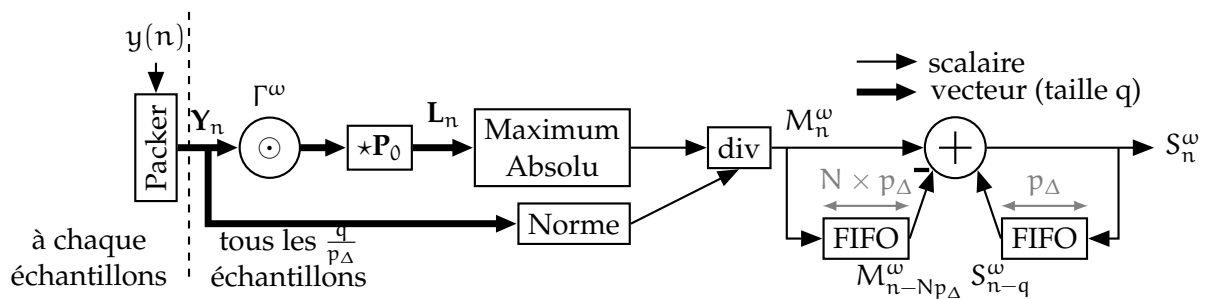 y(n)
Packer
Y_n
Γ^ω
⊙
⋆P_0
L_n
Maximum
Absolu
Norme
div
scalaire
vecteur (taille q)
M_n^ω
+
-
S_n^ω
N × p_Δ
p_Δ
FIFO
FIFO
M_{n−Np_Δ}^ω
S_{n−q}^ω
à chaque
échantillons
tous les q/p_Δ
échantillons